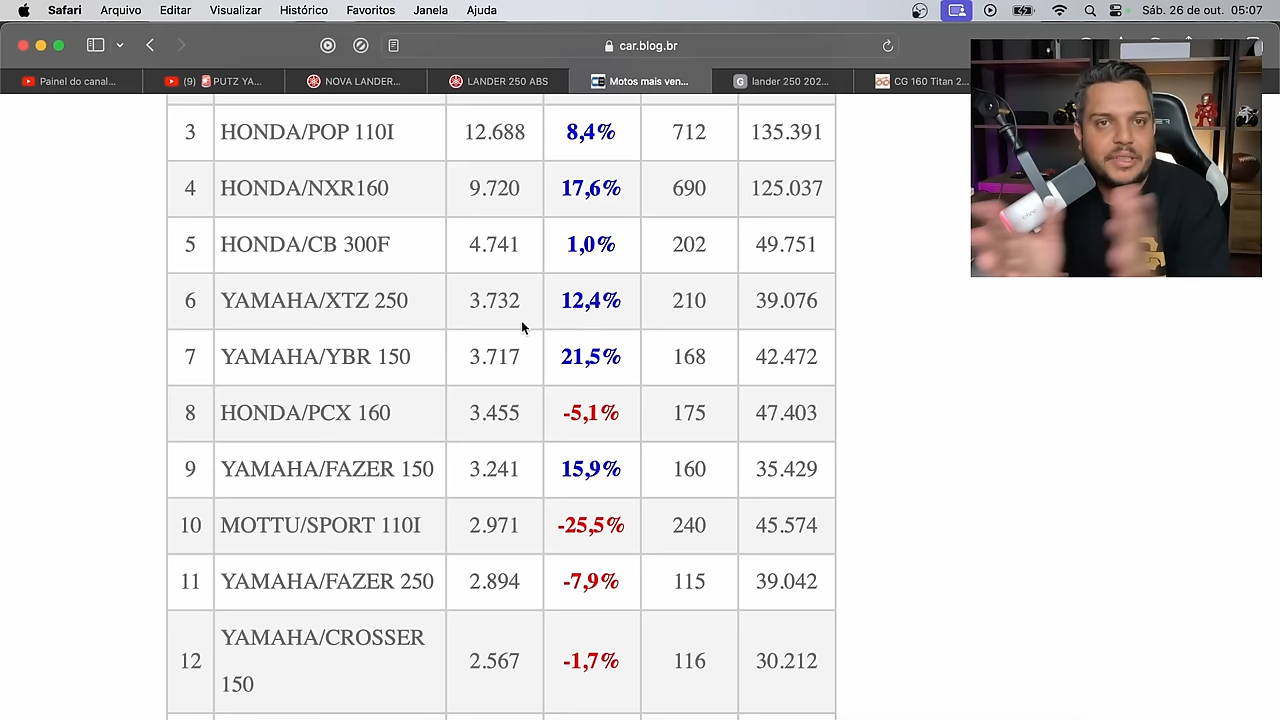 Safari Arquivo Editar Visualizar Histórico Favoritos Janela Ajuda Sáb. 26 de out. 05:07
car.blog.br
Painel do canal... (9) PUTZ YA... NOVA LANDER... LANDER 250 ABS Motos mais ven... lander 250 202... CG 160 Titan 2...
3 HONDA/POP 110I 12.688 8,4% 712 135.391
4 HONDA/NXR160 9.720 17,6% 690 125.037
5 HONDA/CB 300F 4.741 1,0% 202 49.751
6 YAMAHA/XTZ 250 3.732 12,4% 210 39.076
7 YAMAHA/YBR 150 3.717 21,5% 168 42.472
8 HONDA/PCX 160 3.455 -5,1% 175 47.403
9 YAMAHA/FAZER 150 3.241 15,9% 160 35.429
10 MOTTU/SPORT 110I 2.971 -25,5% 240 45.574
11 YAMAHA/FAZER 250 2.894 -7,9% 115 39.042
12 YAMAHA/CROSSER
150 2.567 -1,7% 116 30.212